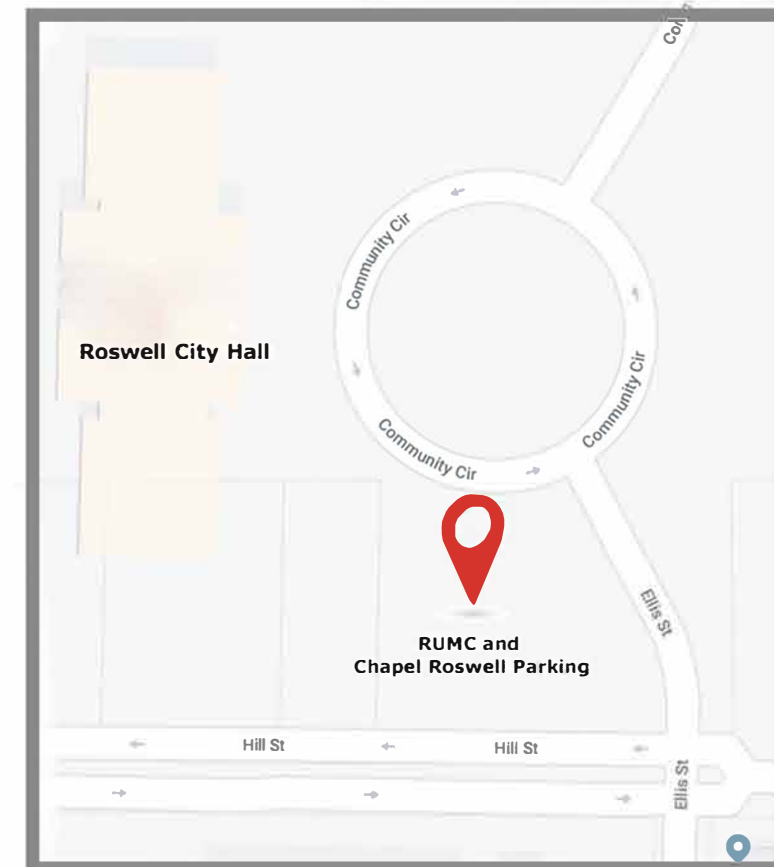 Community Cir
Roswell City Hall
Community Cir
Community Cir
Ellis St
RUMC and
Chapel Roswell Parking
Hill St
Hill St
Ellis St